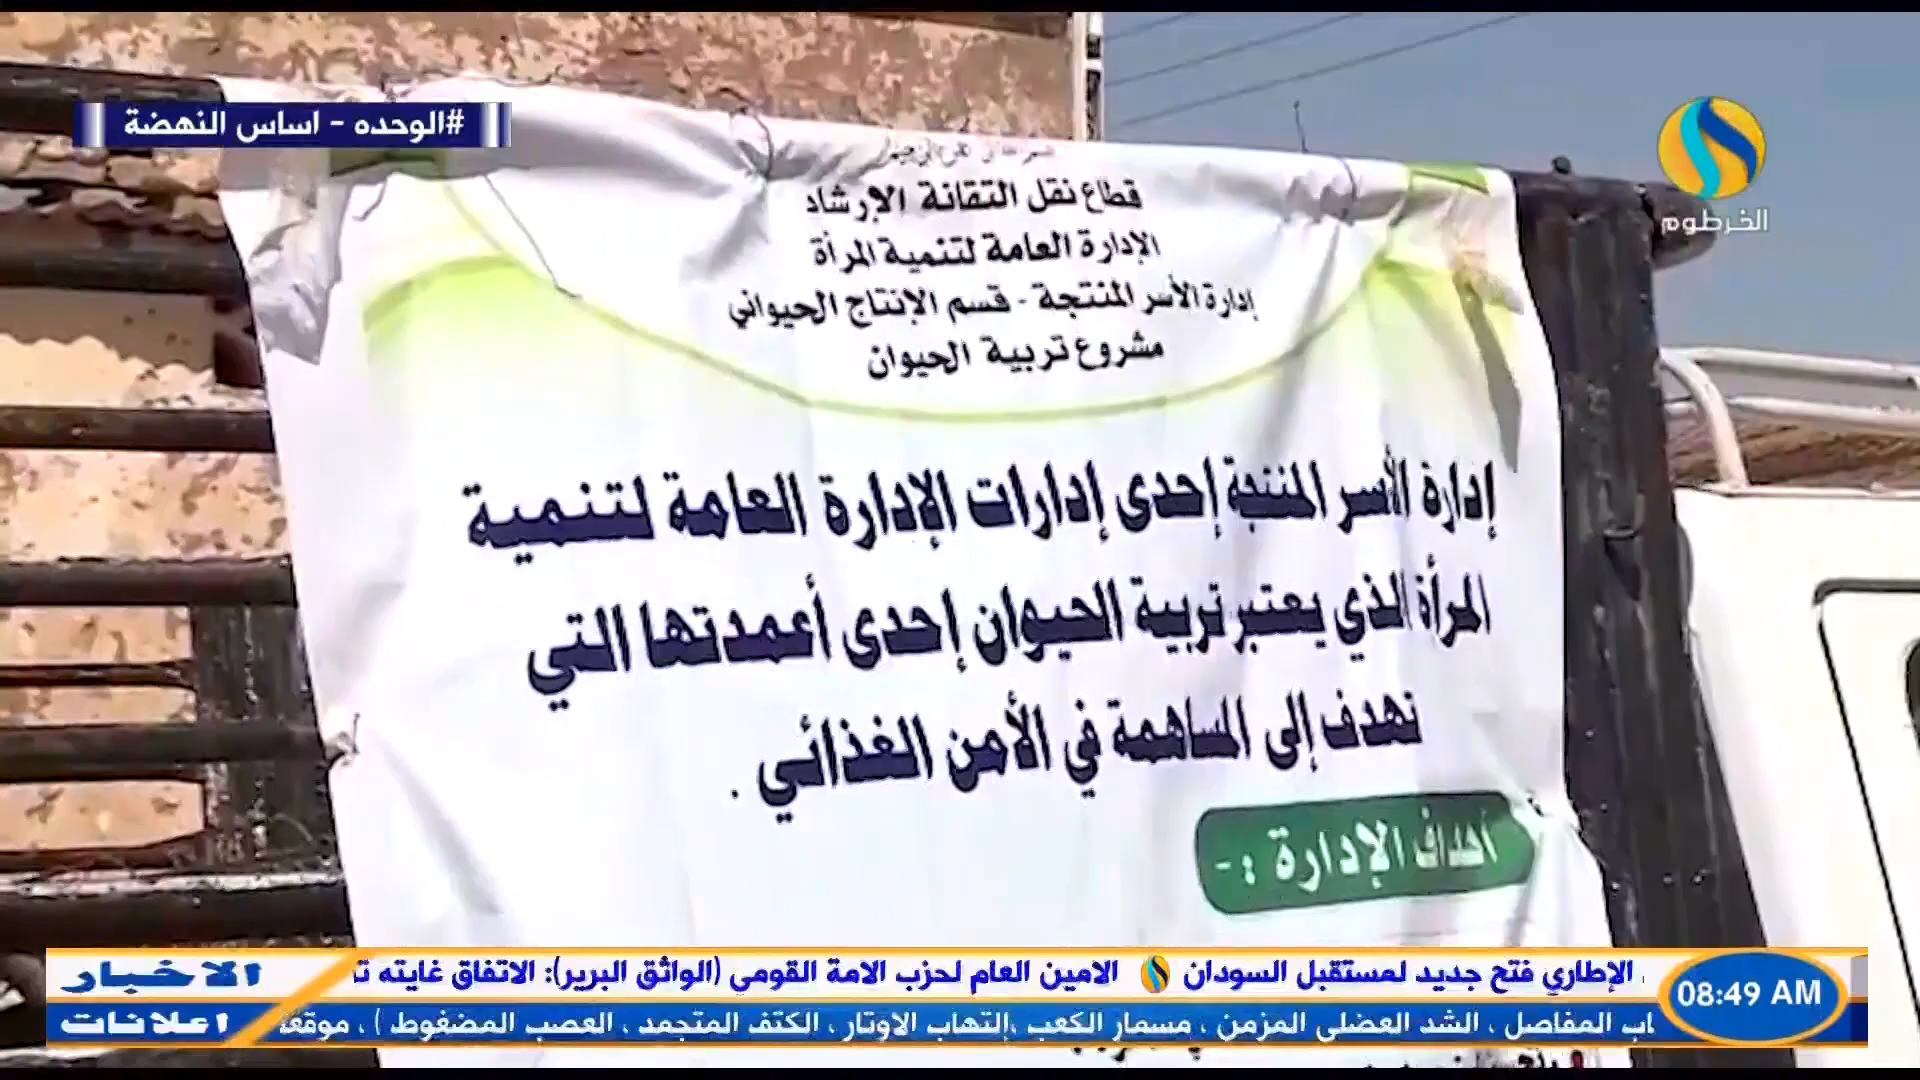 #الوحده - اساس النهضة
الخرطوم
قطاع نقل التقانة الإرشاد
الإدارة العامة لتنمية المرأة
إدارة الأسر المنتجة - قسم الإنتاج الحيواني
مشروع تربية الحيوان
إدارة الأسر المنتجة إحدى إدارات الإدارة العامة لتنمية
المرأة الذي يعتبر تربية الحيوان إحدى أعمدتها التي
نهدف إلى المساهمة في الأمن الغذائي .
أهداف الإدارة :-
الاخبار
الإطاري فتح جديد لمستقبل السودان الامين العام لحزب الامة القومي (الواثق البرير): الاتفاق غايته
08:49 AM
اعلانات
المفاصل ، الشد العضلي المزمن ، مسمار الكعب ،إلتهاب الاوتار ، الكتف المتجمد ، العصب المضغوط ) ،